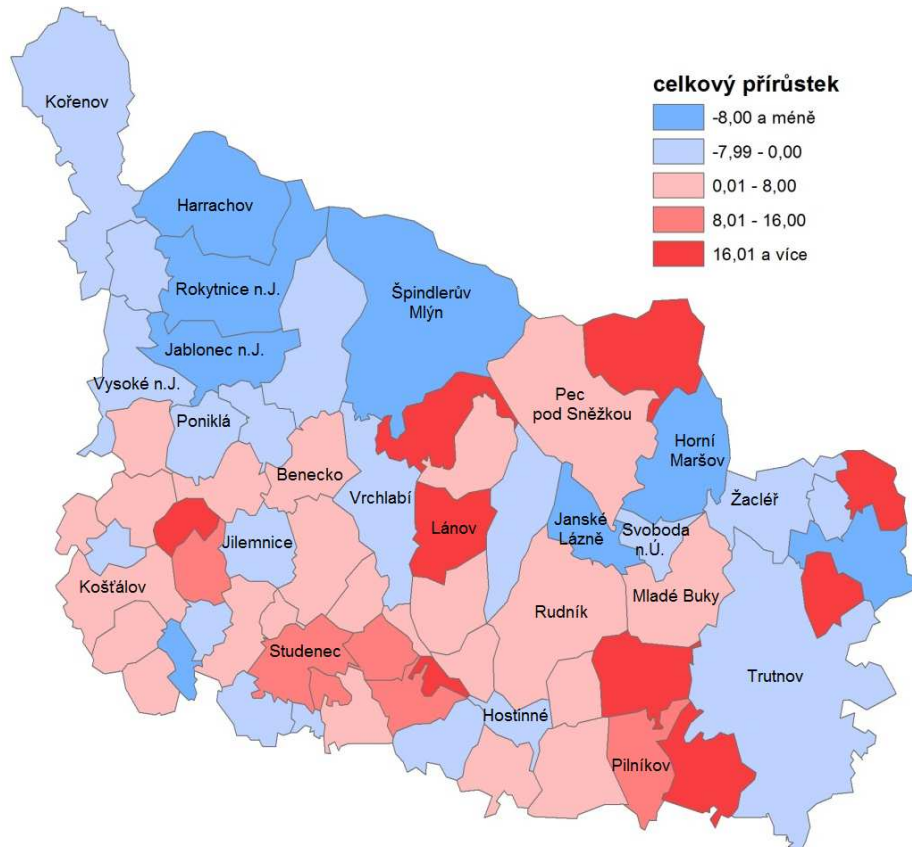 celkový přírůstek
-8,00 a méně
-7,99 - 0,00
0,01 - 8,00
8,01 - 16,00
16,01 a více
Kořenov
Harrachov
Rokytnice n.J.
Špindlerův
Mlýn
Jablonec n.J.
Vysoké n.J.
Poniklá
Pec
pod Sněžkou
Horní
Maršov
Benecko
Vrchlabí
Žacléř
Lánov
Janské
Lázně
Svoboda
n.Ú.
Jilemnice
Košťálov
Mladé Buky
Rudník
Studenec
Trutnov
Hostinné
Pilníkov